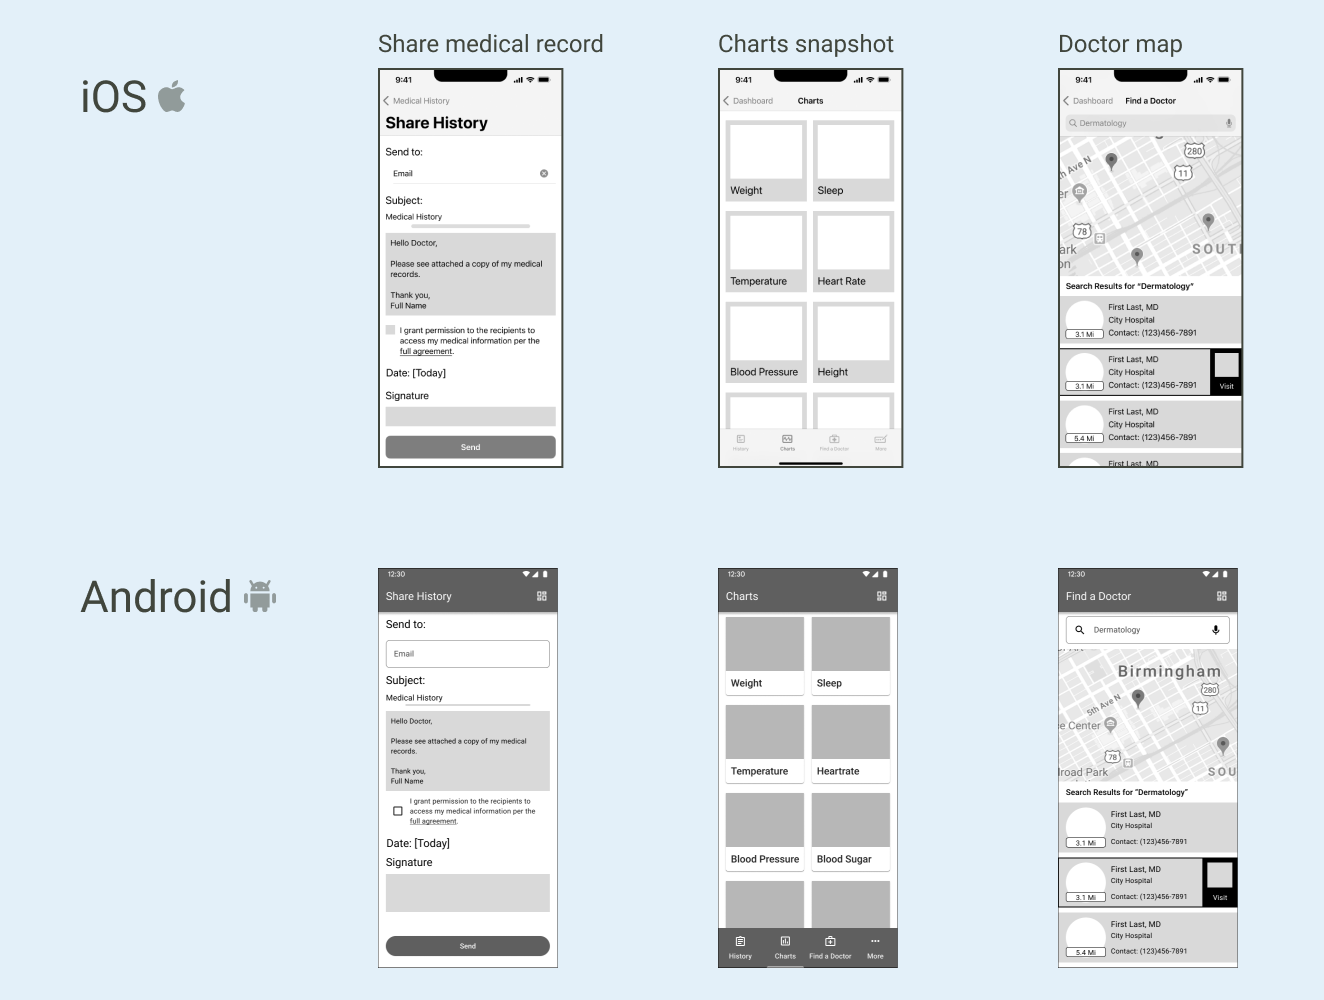 Share medical record
Charts snapshot
Doctor map
iOS
9:41
Medical History
Share History
Send to:
Email
Subject:
Medical History
Hello Doctor,
Please see attached a copy of my medical
records.
Thank you,
Full Name
I grant permission to the recipients to
access my medical information per the
full agreement.
Date: [Today]
Signature
Send
9:41
Dashboard
Charts
Weight
Sleep
Temperature
Heart Rate
Blood Pressure
Height
History
Charts
Find a Doctor
More
9:41
Dashboard
Find a Doctor
Dermatology
th Ave N
280
11
er
78
ark
on
SOUT
Search Results for “Dermatology”
First Last, MD
City Hospital
Contact: (123)456-7891
3.1 Mi
First Last, MD
City Hospital
Contact: (123)456-7891
3.1 Mi
Visit
First Last, MD
City Hospital
Contact: (123)456-7891
5.4 Mi
First Last, MD
Android
12:30
Share History
Send to:
Email
Subject:
Medical History
Hello Doctor,
Please see attached a copy of my medical
records.
Thank you,
Full Name
I grant permission to the recipients to
access my medical information per the
full agreement.
Date: [Today]
Signature
Send
12:30
Charts
Weight
Sleep
Temperature
Heartrate
Blood Pressure
Blood Sugar
History
Charts
Find a Doctor
More
12:30
Find a Doctor
Dermatology
Birmingham
280
5th Ave N
11
e Center
78
lroad Park
SOU
Search Results for “Dermatology”
First Last, MD
City Hospital
Contact: (123)456-7891
3.1 Mi
First Last, MD
City Hospital
Contact: (123)456-7891
3.1 Mi
Visit
First Last, MD
City Hospital
Contact: (123)456-7891
5.4 Mi